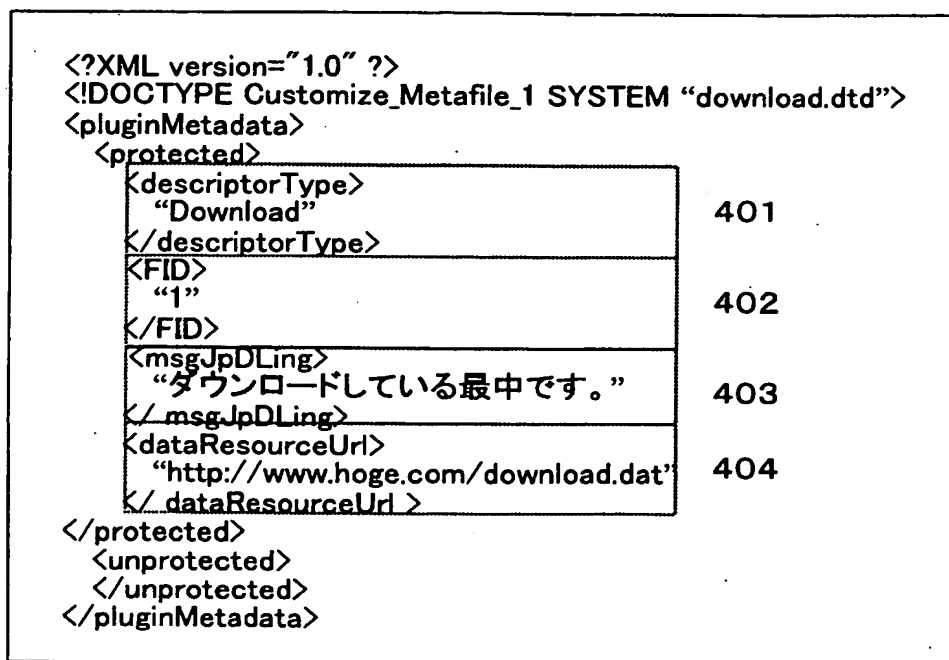 <?XML version="1.0" ?>
<!DOCTYPE Customize_Metafile_1 SYSTEM “download.dtd”>
<pluginMetadata>
<protected>
<descriptorType>
“Download”
</descriptorType>
401
<FID>
“1”
</FID>
402
<msgJpDLing>
“ダウンロードしている最中です。”
</ msgJpDLing>
403
<dataResourceUrl>
“http://www.hoge.com/download.dat”
</ dataResourceUrl >
404
</protected>
<unprotected>
</unprotected>
</pluginMetadata>